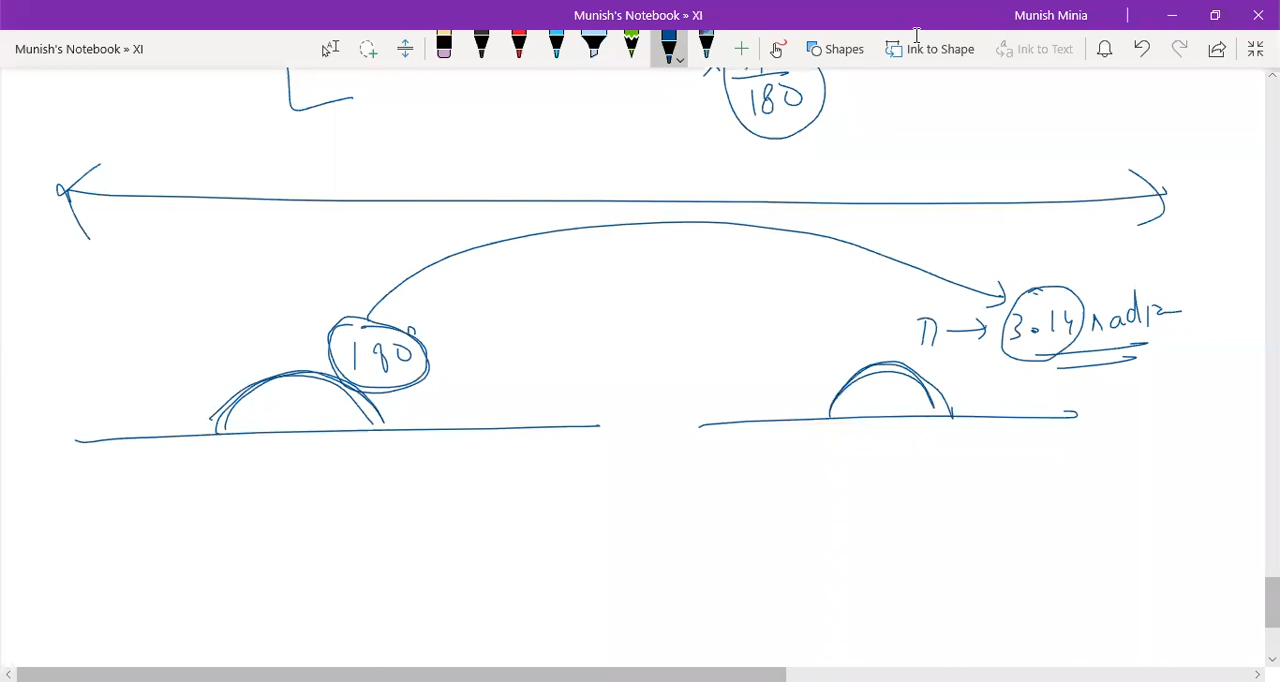 Munish's Notebook » XI
Munish Minia
Munish's Notebook » XI
Shapes
Ink to Shape
Ink to Text
180
180°
π → 3.14 radian